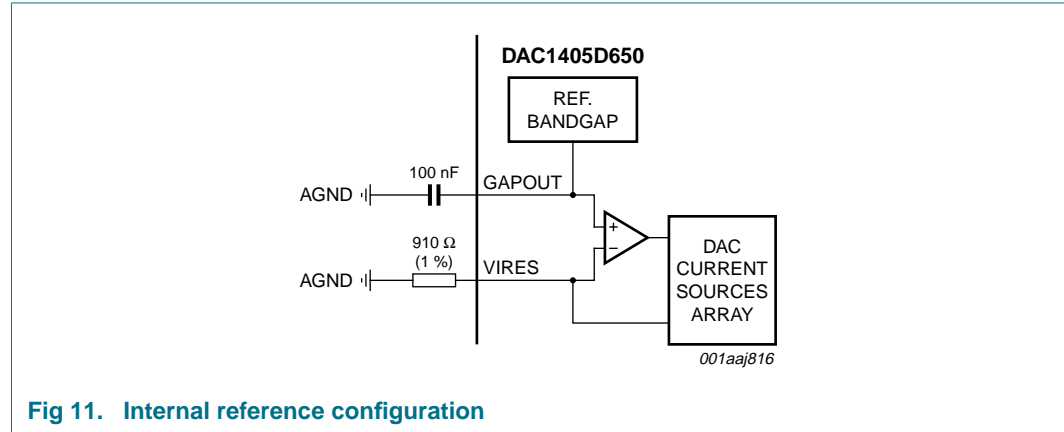 DAC1405D650
REF.
BANDGAP
100 nF
AGND
GAPOUT
+
910 Ω
(1 %)
AGND
VIRES
−
DAC
CURRENT
SOURCES
ARRAY
001aaj816
Fig 11. Internal reference configuration